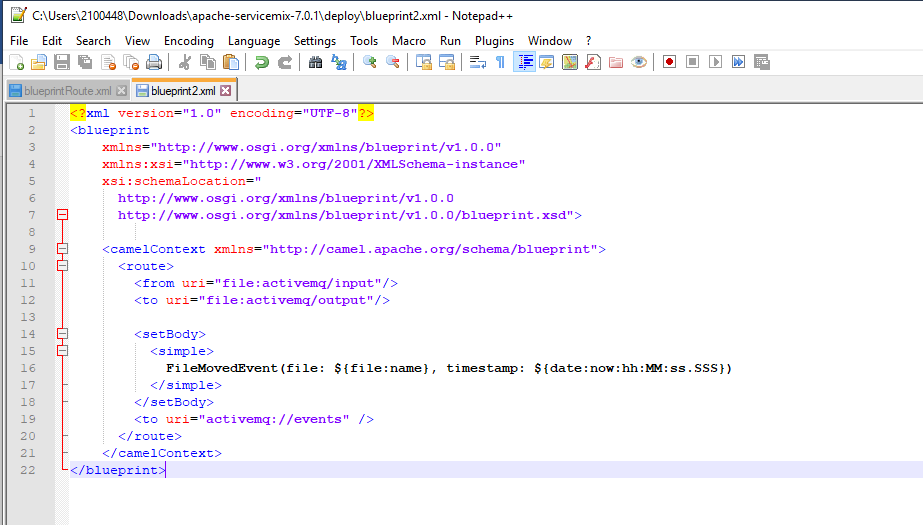 C:\Users\2100448\Downloads\apache-servicemix-7.0.1\deploy\blueprint2.xml - Notepad++
File Edit Search View Encoding Language Settings Tools Macro Run Plugins Window ?
blueprintRoute.xml blueprint2.xml
1 <?xml version="1.0" encoding="UTF-8"?>
2 <blueprint
3 xmlns="http://www.osgi.org/xmlns/blueprint/v1.0.0"
4 xmlns:xsi="http://www.w3.org/2001/XMLSchema-instance"
5 xsi:schemaLocation="
6 http://www.osgi.org/xmlns/blueprint/v1.0.0
7 http://www.osgi.org/xmlns/blueprint/v1.0.0/blueprint.xsd">
8
9 <camelContext xmlns="http://camel.apache.org/schema/blueprint">
10 <route>
11 <from uri="file:activemq/input"/>
12 <to uri="file:activemq/output"/>
13
14 <setBody>
15 <simple>
16 FileMovedEvent(file: ${file:name}, timestamp: ${date:now:hh:MM:ss.SSS})
17 </simple>
18 </setBody>
19 <to uri="activemq://events" />
20 </route>
21 </camelContext>
22 </blueprint>